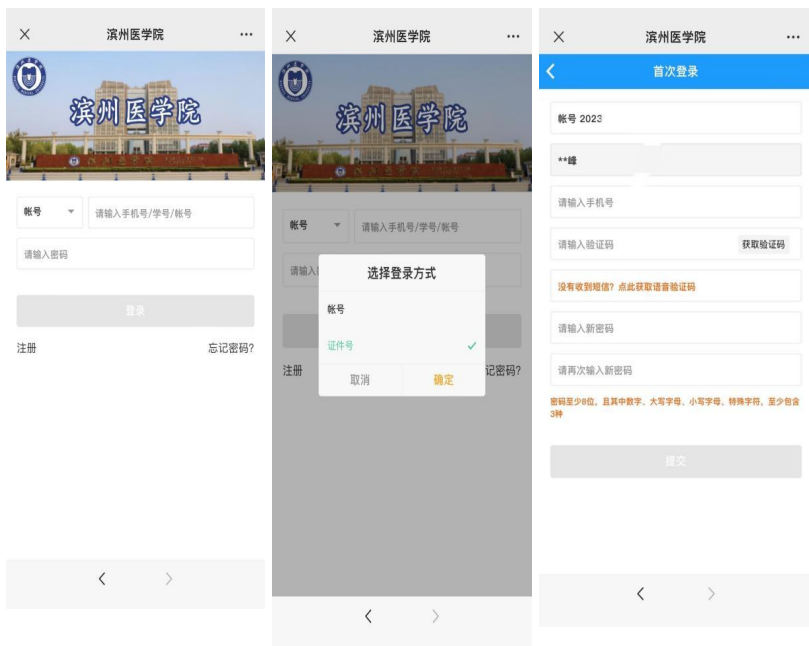 滨州医学院
滨州医学院
帐号
请输入手机号/学号/帐号
请输入密码
登录
注册
忘记密码?
滨州医学院
滨州医学院
帐号
请输入手机号/学号/帐号
请输入
选择登录方式
帐号
证件号
取消
确定
注册
记密码?
滨州医学院
首次登录
帐号 2023
**峰
请输入手机号
请输入验证码
获取验证码
没有收到短信?点此获取语音验证码
请输入新密码
请再次输入新密码
密码至少8位,且其中数字、大写字母、小写字母、特殊字符,至少包含
3种
提交